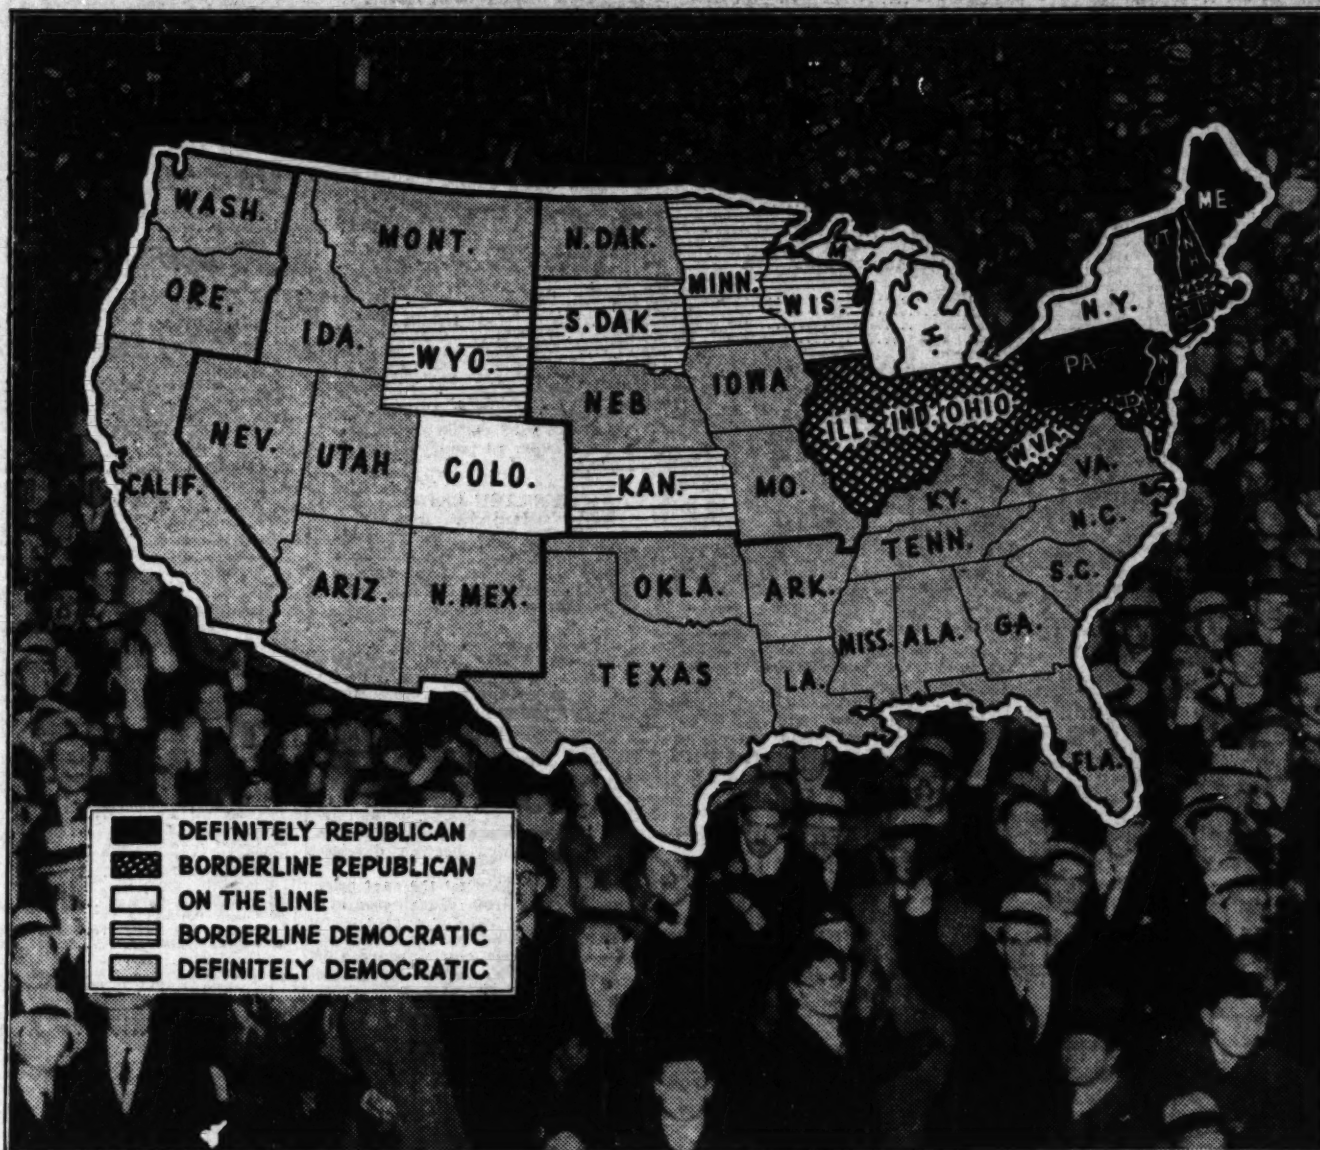 WASH.
MONT.
N. DAK.
MINN.
WIS.
MICH.
ME.
VT.
N.H.
ORE.
IDA.
WYO.
S. DAK.
N.Y.
IOWA
NEB
PA.
N.J.
NEV.
UTAH
COLO.
KAN.
MO.
ILL. IND. OHIO
W. VA.
VA.
CALIF.
KY.
N.C.
TENN.
S.C.
ARIZ.
N. MEX.
OKLA.
ARK.
MISS.
ALA.
GA.
TEXAS
LA.
FLA.
DEFINITELY REPUBLICAN
BORDERLINE REPUBLICAN
ON THE LINE
BORDERLINE DEMOCRATIC
DEFINITELY DEMOCRATIC